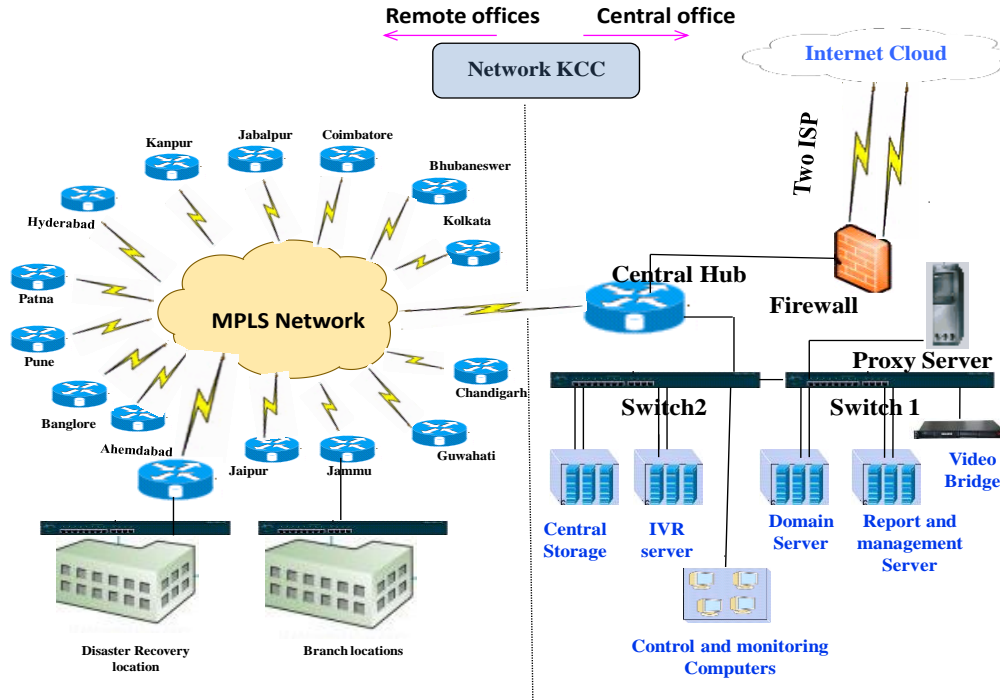 Remote offices
Central office
Network KCC
Internet Cloud
Two ISP
Kanpur
Jabalpur
Coimbatore
Bhubaneswer
Kolkata
Hyderabad
Patna
Pune
Banglore
Ahemdabad
Jaipur
Jammu
Guwahati
Chandigarh
MPLS Network
Central Hub
Firewall
Proxy Server
Switch2
Switch 1
Central
Storage
IVR
server
Domain
Server
Report and
management
Server
Video
Bridge
Control and monitoring
Computers
Disaster Recovery
location
Branch locations